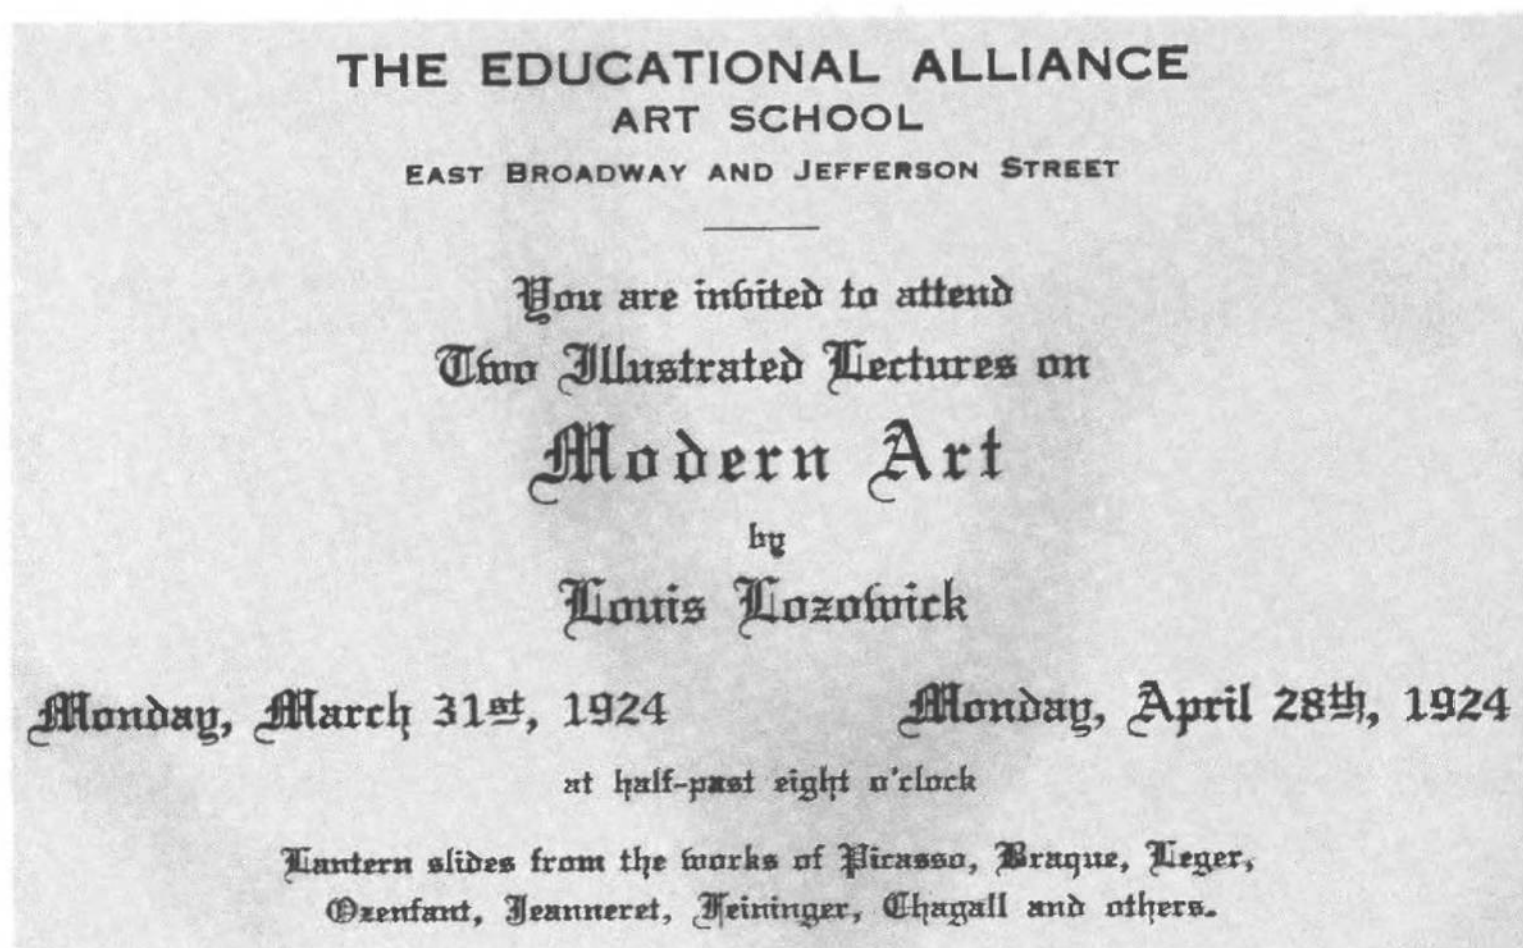 THE EDUCATIONAL ALLIANCE
ART SCHOOL
EAST BROADWAY AND JEFFERSON STREET
You are invited to attend
Two Illustrated Lectures on
Modern Art
by
Louis Lozowick
Monday, March 31st, 1924 Monday, April 28th, 1924
at half-past eight o'clock
Lantern slides from the works of Picasso, Braque, Leger,
Ozenfant, Jeanneret, Feininger, Chagall and others.